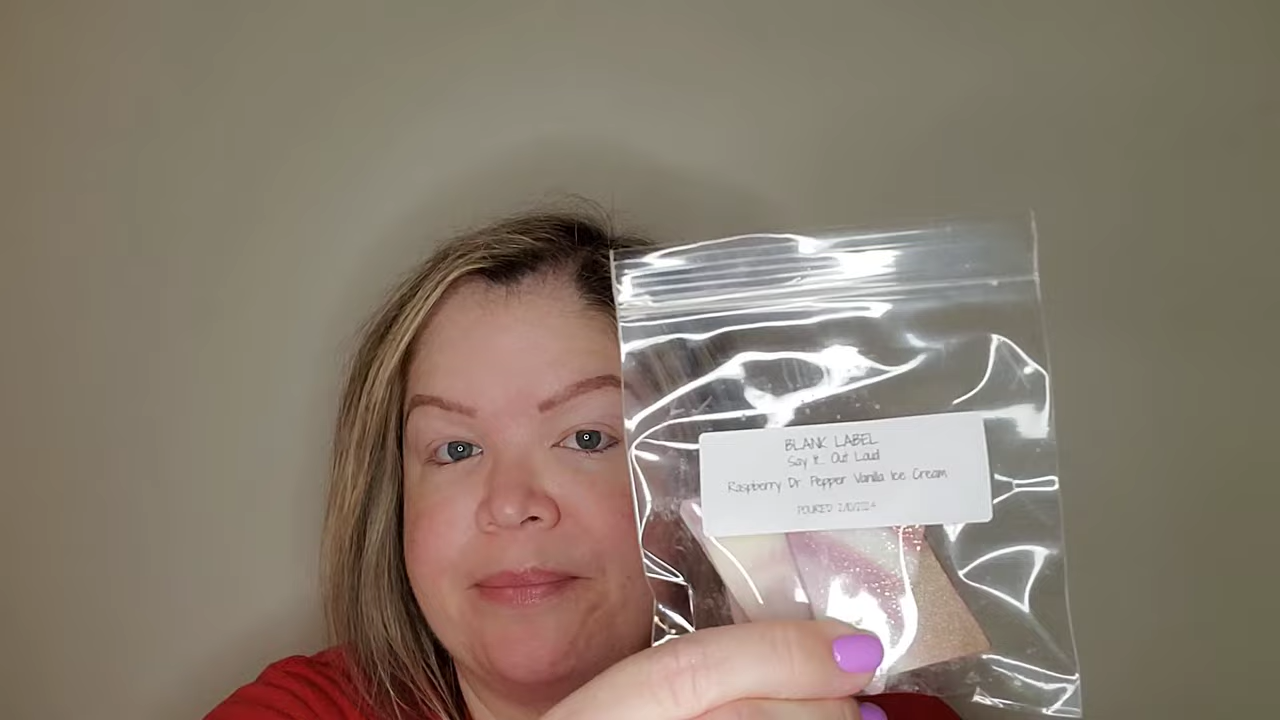 BLANK LABEL
Say It Out Loud
Raspberry Dr Pepper Vanilla Ice Cream
POURED 2/10/2024